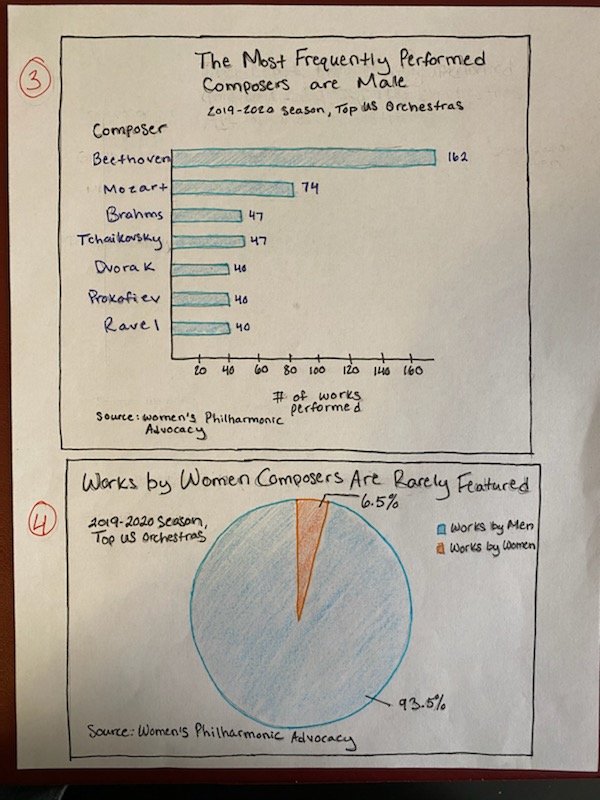 3
The Most Frequently Performed
Composers are Male
2019-2020 Season, Top US Orchestras
Composer
Beethoven 162
Mozart 74
Brahms 47
Tchaikovsky 47
Dvorak 40
Prokofiev 40
Ravel 40
20 40 60 80 100 120 140 160
# of works
performed
Source: Women's Philharmonic
Advocacy
4
Works by Women Composers Are Rarely Featured
6.5%
2019-2020 Season,
Top US Orchestras
Works by Men
Works by Women
93.5%
Source: Women's Philharmonic Advocacy